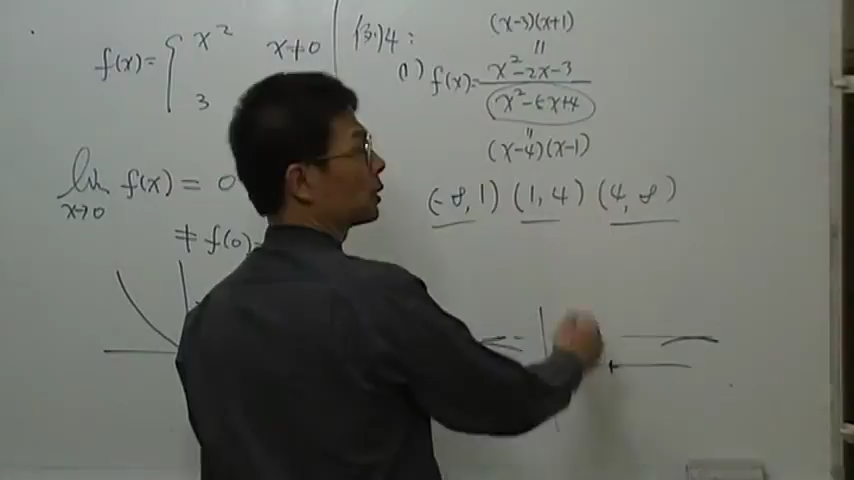 f(x)= { x² x≠0
3
lim f(x) = 0
x→0
≠ f(0)=
(3.)4 :
(x-3)(x+1)
"
(1) f(x)= x²-2x-3
x²-6x+4
"
(x-4)(x-1)
(-∞,1) (1,4) (4,∞)